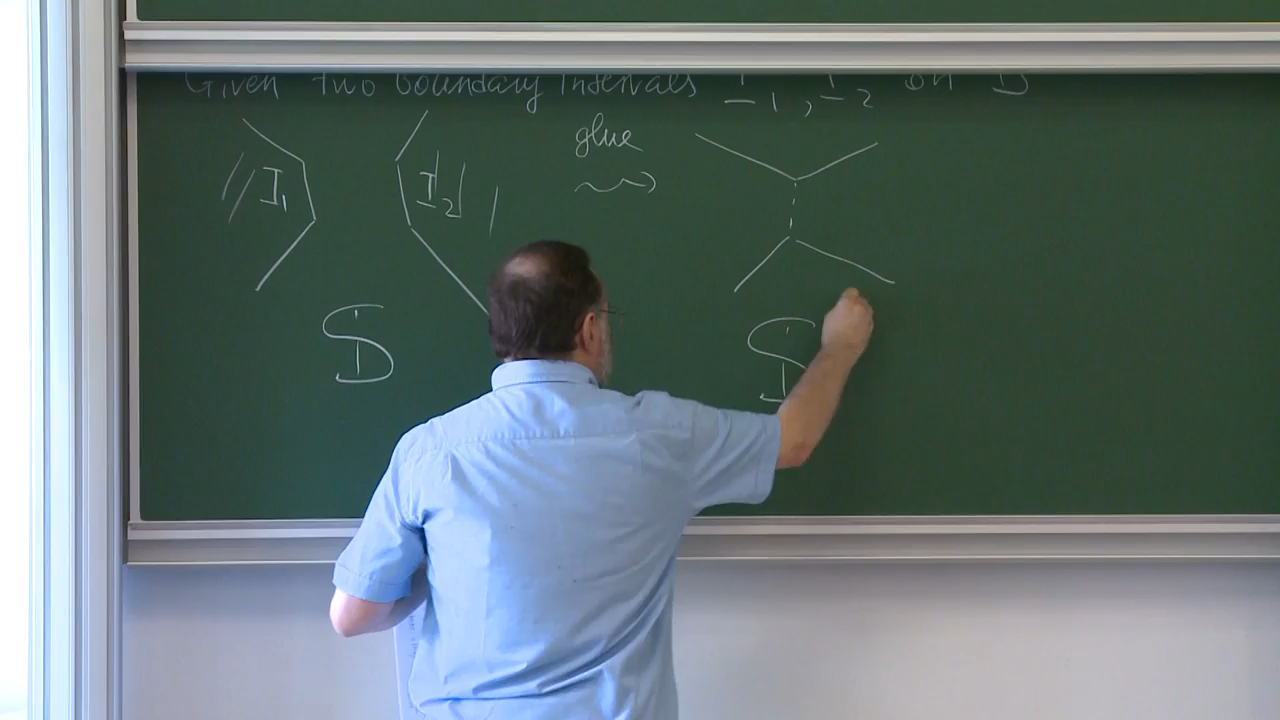 Given two boundary intervals I₁, I₂ on S
glue
I₁ I₂
S S